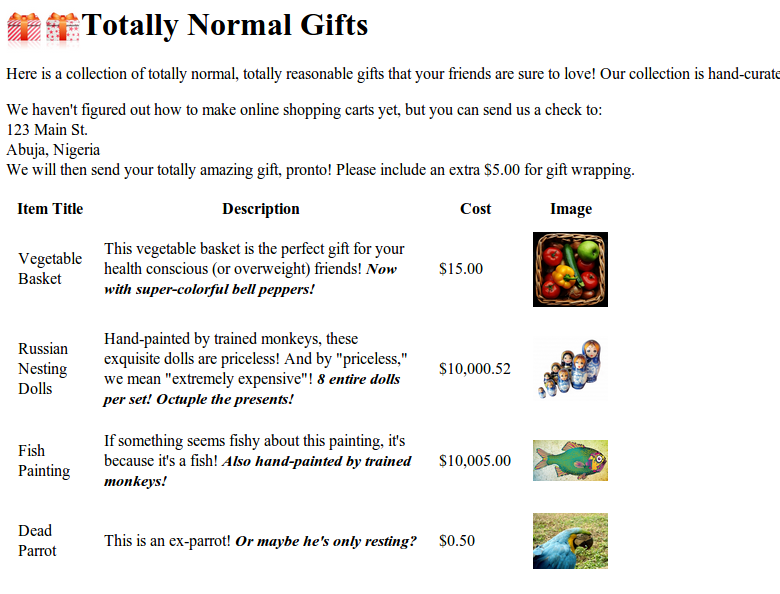 Totally Normal Gifts
Here is a collection of totally normal, totally reasonable gifts that your friends are sure to love! Our collection is hand-curate
We haven't figured out how to make online shopping carts yet, but you can send us a check to:
123 Main St.
Abuja, Nigeria
We will then send your totally amazing gift, pronto! Please include an extra $5.00 for gift wrapping.
Item Title Description Cost Image
Vegetable
Basket
This vegetable basket is the perfect gift for your
health conscious (or overweight) friends! Now
with super-colorful bell peppers!
$15.00
Russian
Nesting
Dolls
Hand-painted by trained monkeys, these
exquisite dolls are priceless! And by "priceless,"
we mean "extremely expensive"! 8 entire dolls
per set! Octuple the presents!
$10,000.52
Fish
Painting
If something seems fishy about this painting, it's
because it's a fish! Also hand-painted by trained
monkeys!
$10,005.00
Dead
Parrot
This is an ex-parrot! Or maybe he's only resting?
$0.50